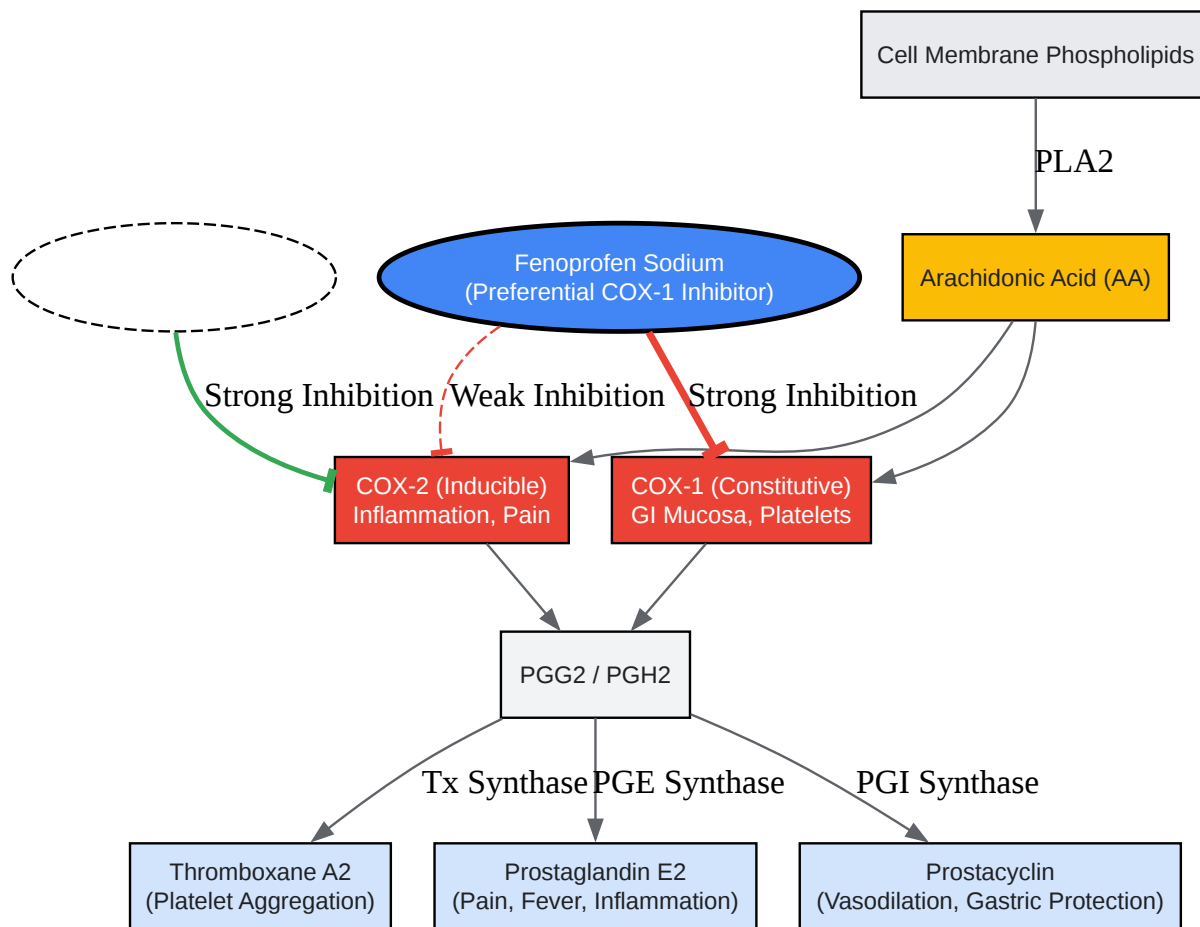 Cell Membrane Phospholipids
PLA2
Fenoprofen Sodium
(Preferential COX-1 Inhibitor)
Arachidonic Acid (AA)
Strong Inhibition
Weak Inhibition
Strong Inhibition
COX-2 (Inducible)
Inflammation, Pain
COX-1 (Constitutive)
GI Mucosa, Platelets
PGG2 / PGH2
Tx Synthase
PGE Synthase
PGI Synthase
Thromboxane A2
(Platelet Aggregation)
Prostaglandin E2
(Pain, Fever, Inflammation)
Prostacyclin
(Vasodilation, Gastric Protection)